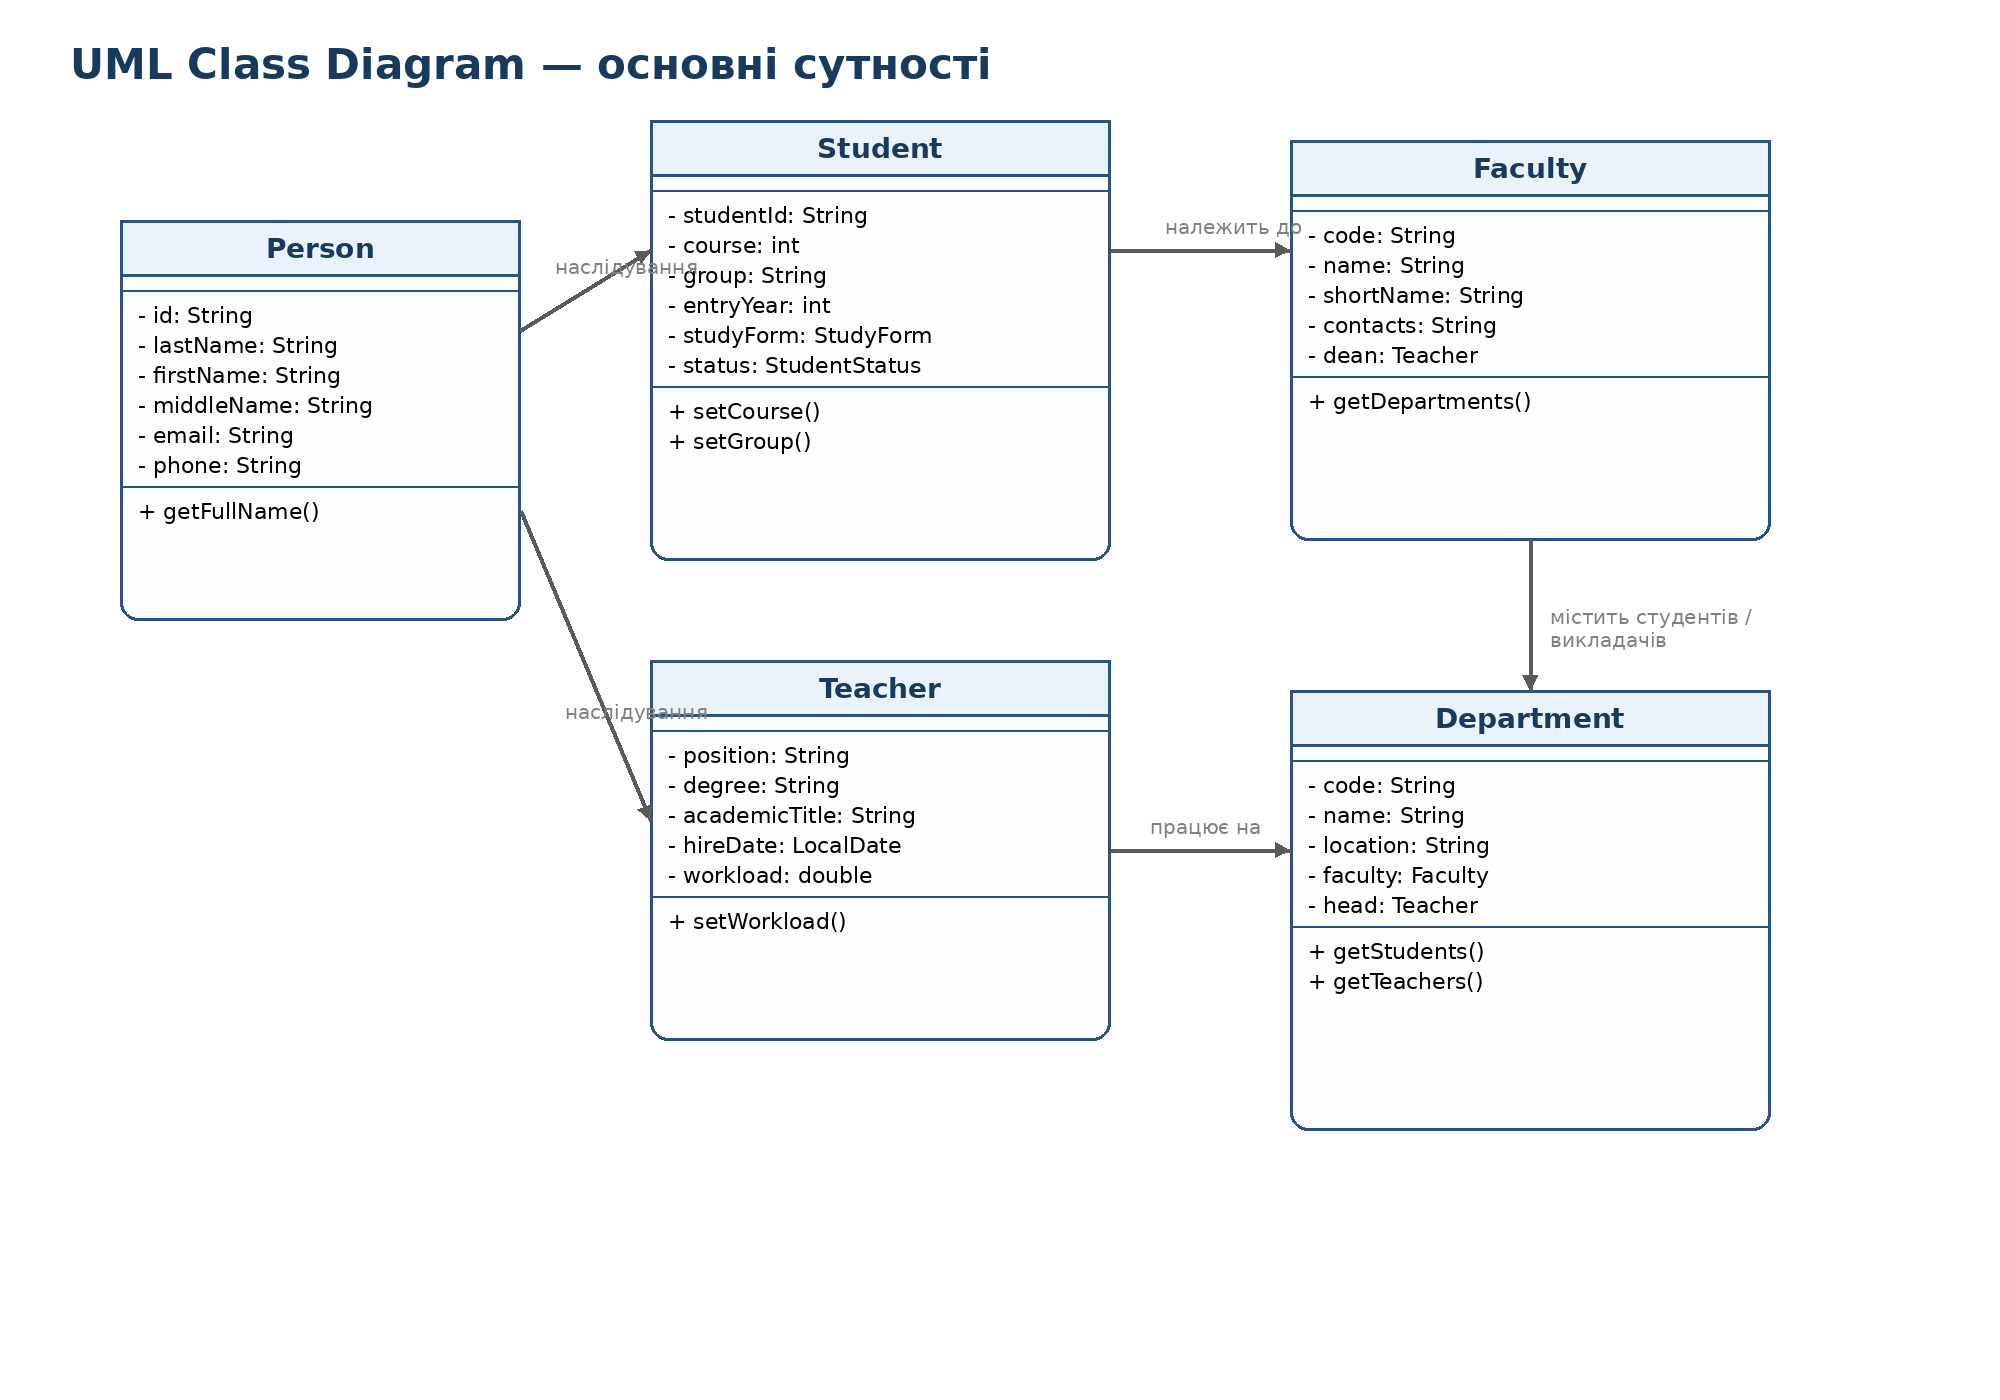 UML Class Diagram — основні сутності
Person
- id: String
- lastName: String
- firstName: String
- middleName: String
- email: String
- phone: String
+ getFullName()
наслідування
наслідування
Student
- studentId: String
- course: int
- group: String
- entryYear: int
- studyForm: StudyForm
- status: StudentStatus
+ setCourse()
+ setGroup()
належить до
Faculty
- code: String
- name: String
- shortName: String
- contacts: String
- dean: Teacher
+ getDepartments()
містить студентів /
викладачів
Teacher
- position: String
- degree: String
- academicTitle: String
- hireDate: LocalDate
- workload: double
+ setWorkload()
працює на
Department
- code: String
- name: String
- location: String
- faculty: Faculty
- head: Teacher
+ getStudents()
+ getTeachers()